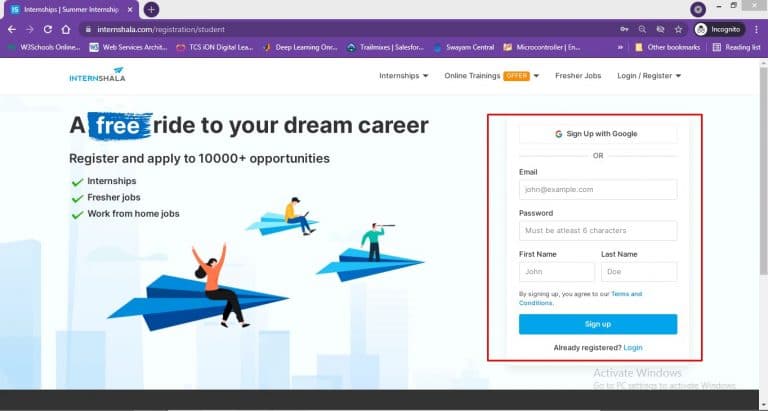 Internships | Summer Internship
internshala.com/registration/student
Incognito
W3Schools Online...
Web Services Archit...
TCS iON Digital Lea...
Deep Learning Onl...
Trailmixes | Salesfor...
Swayam Central
Microcontroller | En...
Other bookmarks
Reading list
INTERNSHALA
Internships
Online Trainings OFFER
Fresher Jobs
Login / Register
A free ride to your dream career
Register and apply to 10000+ opportunities
Internships
Fresher jobs
Work from home jobs
Sign Up with Google
OR
Email
john@example.com
Password
Must be atleast 6 characters
First Name Last Name
John Doe
By signing up, you agree to our Terms and
Conditions.
Sign up
Already registered? Login
Activate Windows
Go to PC settings to activate Windows.